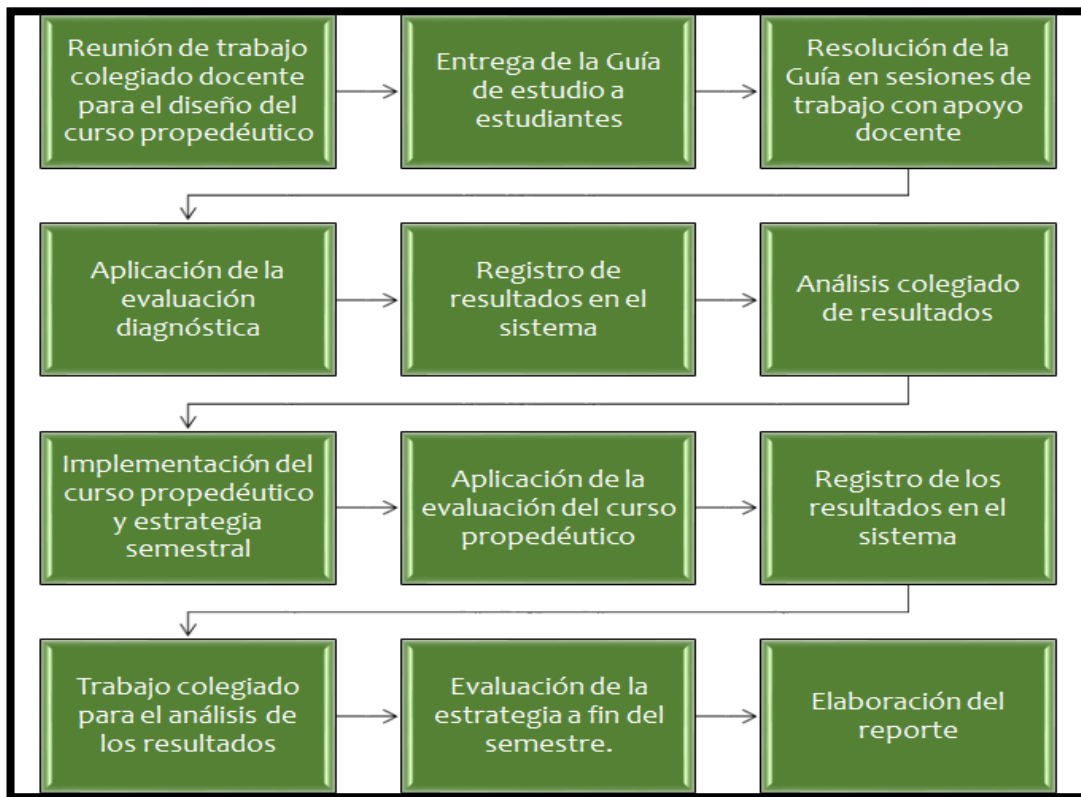 Reunión de trabajo
colegiado docente
para el diseño del
curso propedéutico
Entrega de la Guía
de estudio a
estudiantes
Resolución de la
Guía en sesiones de
trabajo con apoyo
docente
Aplicación de la
evaluación
diagnóstica
Registro de
resultados en el
sistema
Análisis colegiado
de resultados
Implementación del
curso propedéutico
y estrategia
semestral
Aplicación de la
evaluación del curso
propedéutico
Registro de los
resultados en el
sistema
Trabajo colegiado
para el análisis de
los resultados
Evaluación de la
estrategia a fin del
semestre.
Elaboración del
reporte